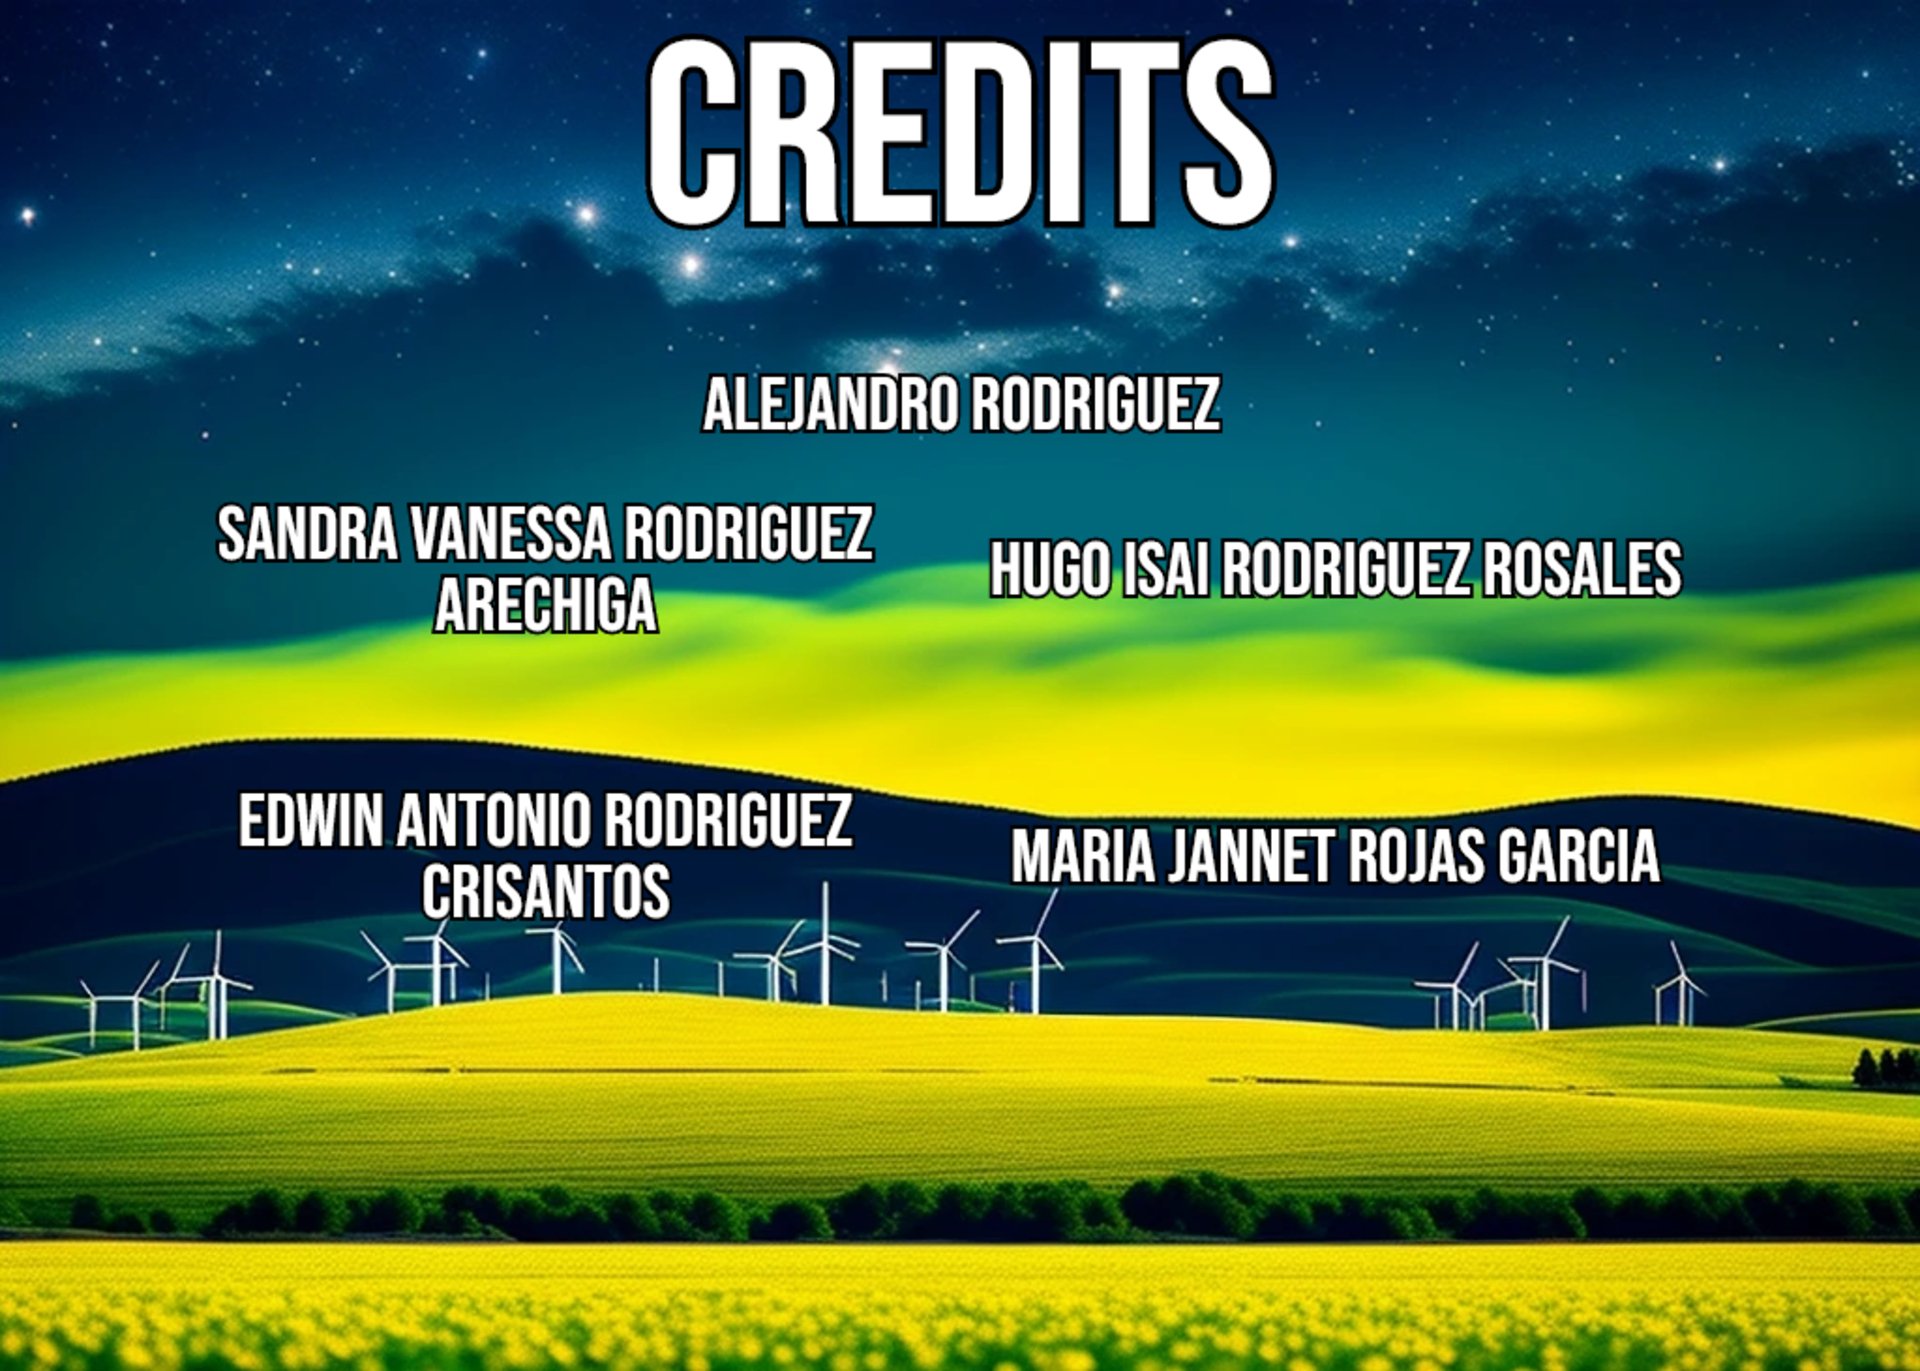 CREDITS
ALEJANDRO RODRIGUEZ
SANDRA VANESSA RODRIGUEZ
ARECHIGA
HUGO ISAI RODRIGUEZ ROSALES
EDWIN ANTONIO RODRIGUEZ
CRISANTOS
MARIA JANNET ROJAS GARCIA